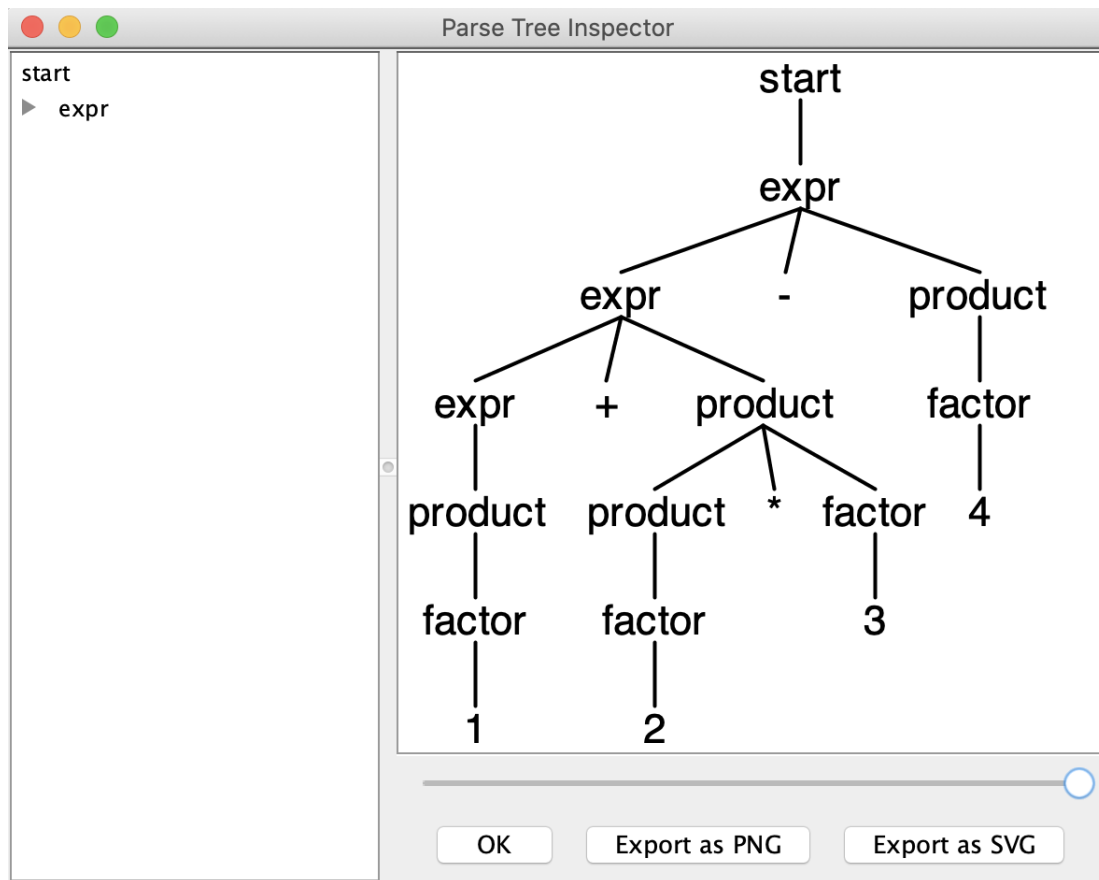 Parse Tree Inspector
start
expr
start
expr
expr - product
expr + product factor
product product * factor 4
factor factor 3
1 2
OK Export as PNG Export as SVG